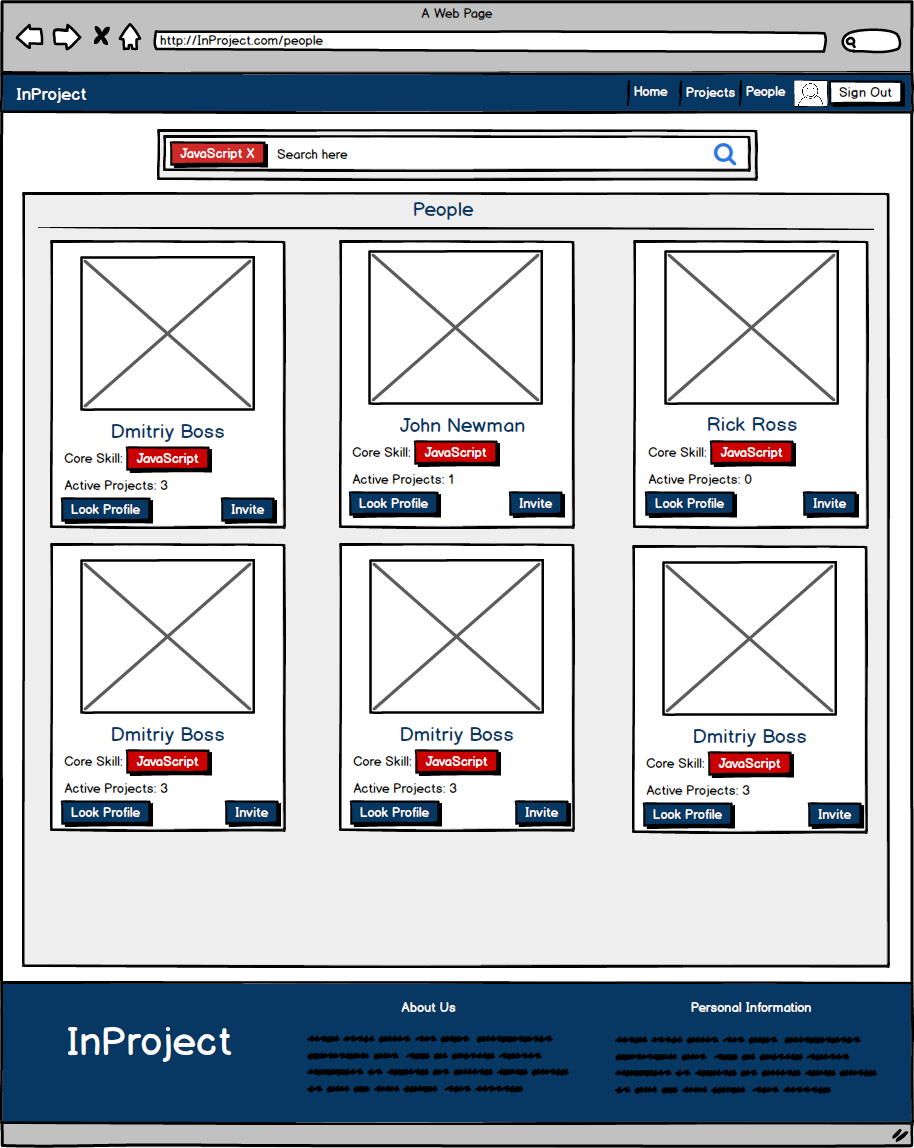 A Web Page
http://InProject.com/people
InProject Home Projects People Sign Out
JavaScript X Search here
People
Dmitriy Boss
Core Skill: JavaScript
Active Projects: 3
Look Profile Invite
John Newman
Core Skill: JavaScript
Active Projects: 1
Look Profile Invite
Rick Ross
Core Skill: JavaScript
Active Projects: 0
Look Profile Invite
Dmitriy Boss
Core Skill: JavaScript
Active Projects: 3
Look Profile Invite
Dmitriy Boss
Core Skill: JavaScript
Active Projects: 3
Look Profile Invite
Dmitriy Boss
Core Skill: JavaScript
Active Projects: 3
Look Profile Invite
InProject
About Us
Personal Information